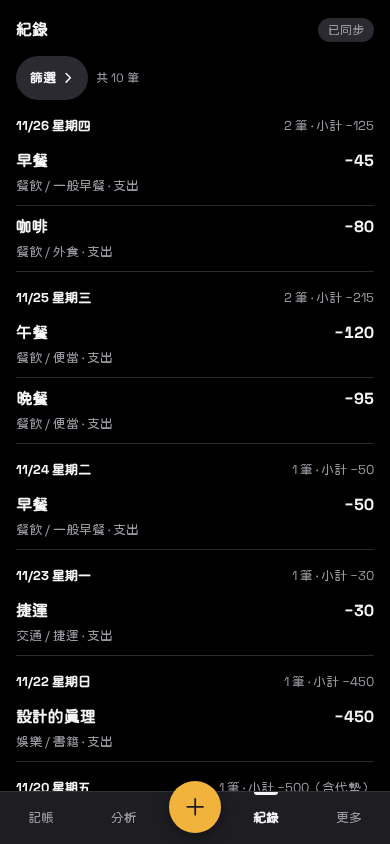 紀錄
已同步
篩選
共 10 筆
11/26 星期四
2 筆 · 小計 -125
早餐
-45
餐飲 / 一般早餐 · 支出
咖啡
-80
餐飲 / 外食 · 支出
11/25 星期三
2 筆 · 小計 -215
午餐
-120
餐飲 / 便當 · 支出
晚餐
-95
餐飲 / 便當 · 支出
11/24 星期二
1 筆 · 小計 -50
早餐
-50
餐飲 / 一般早餐 · 支出
11/23 星期一
1 筆 · 小計 -30
捷運
-30
交通 / 捷運 · 支出
11/22 星期日
1 筆 · 小計 -450
設計的真理
-450
娛樂 / 書籍 · 支出
11/20 星期五
1 筆 · 小計 -500（含代墊）
記帳
分析
紀錄
更多